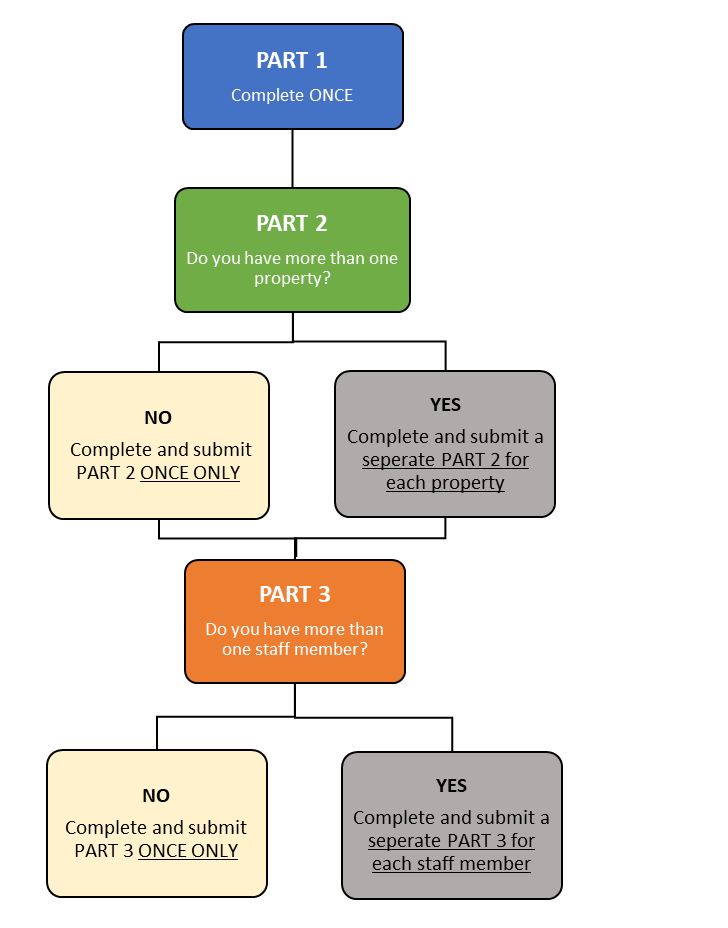 PART 1
Complete ONCE
PART 2
Do you have more than one
property?
NO
Complete and submit
PART 2 ONCE ONLY
YES
Complete and submit a
seperate PART 2 for
each property
PART 3
Do you have more than
one staff member?
NO
Complete and submit
PART 3 ONCE ONLY
YES
Complete and submit a
seperate PART 3 for
each staff member